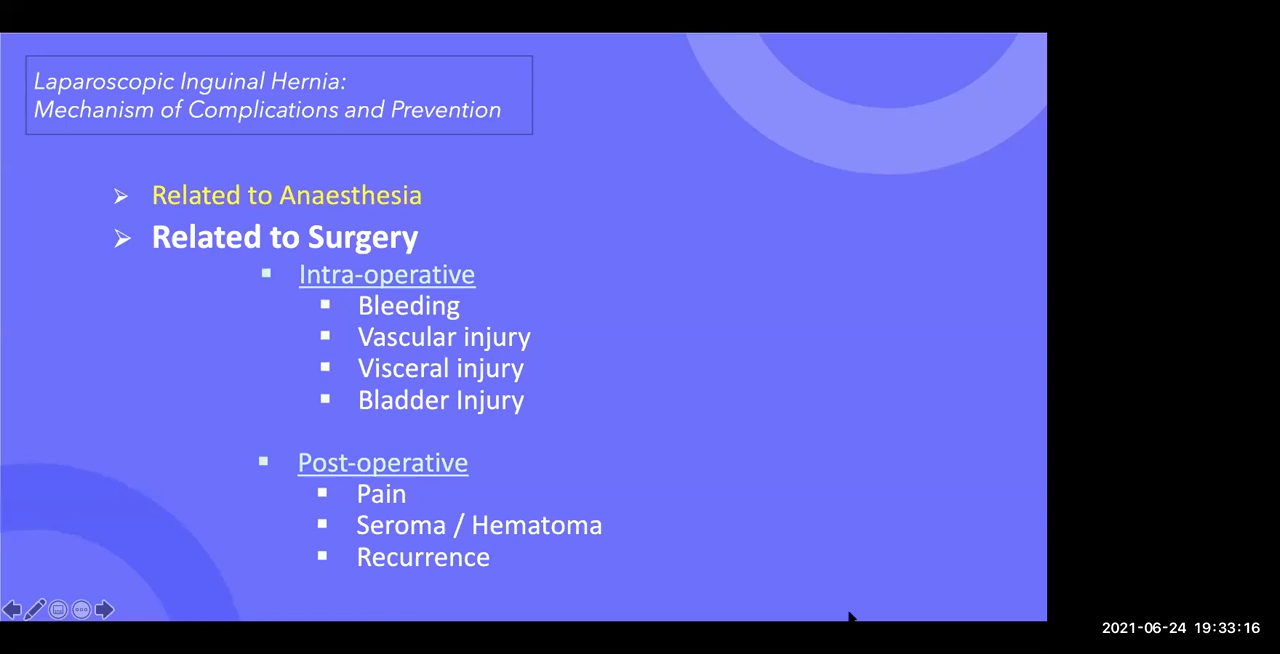 Laparoscopic Inguinal Hernia:
Mechanism of Complications and Prevention
Related to Anaesthesia
Related to Surgery
Intra-operative
Bleeding
Vascular injury
Visceral injury
Bladder Injury
Post-operative
Pain
Seroma / Hematoma
Recurrence
2021-06-24 19:33:16